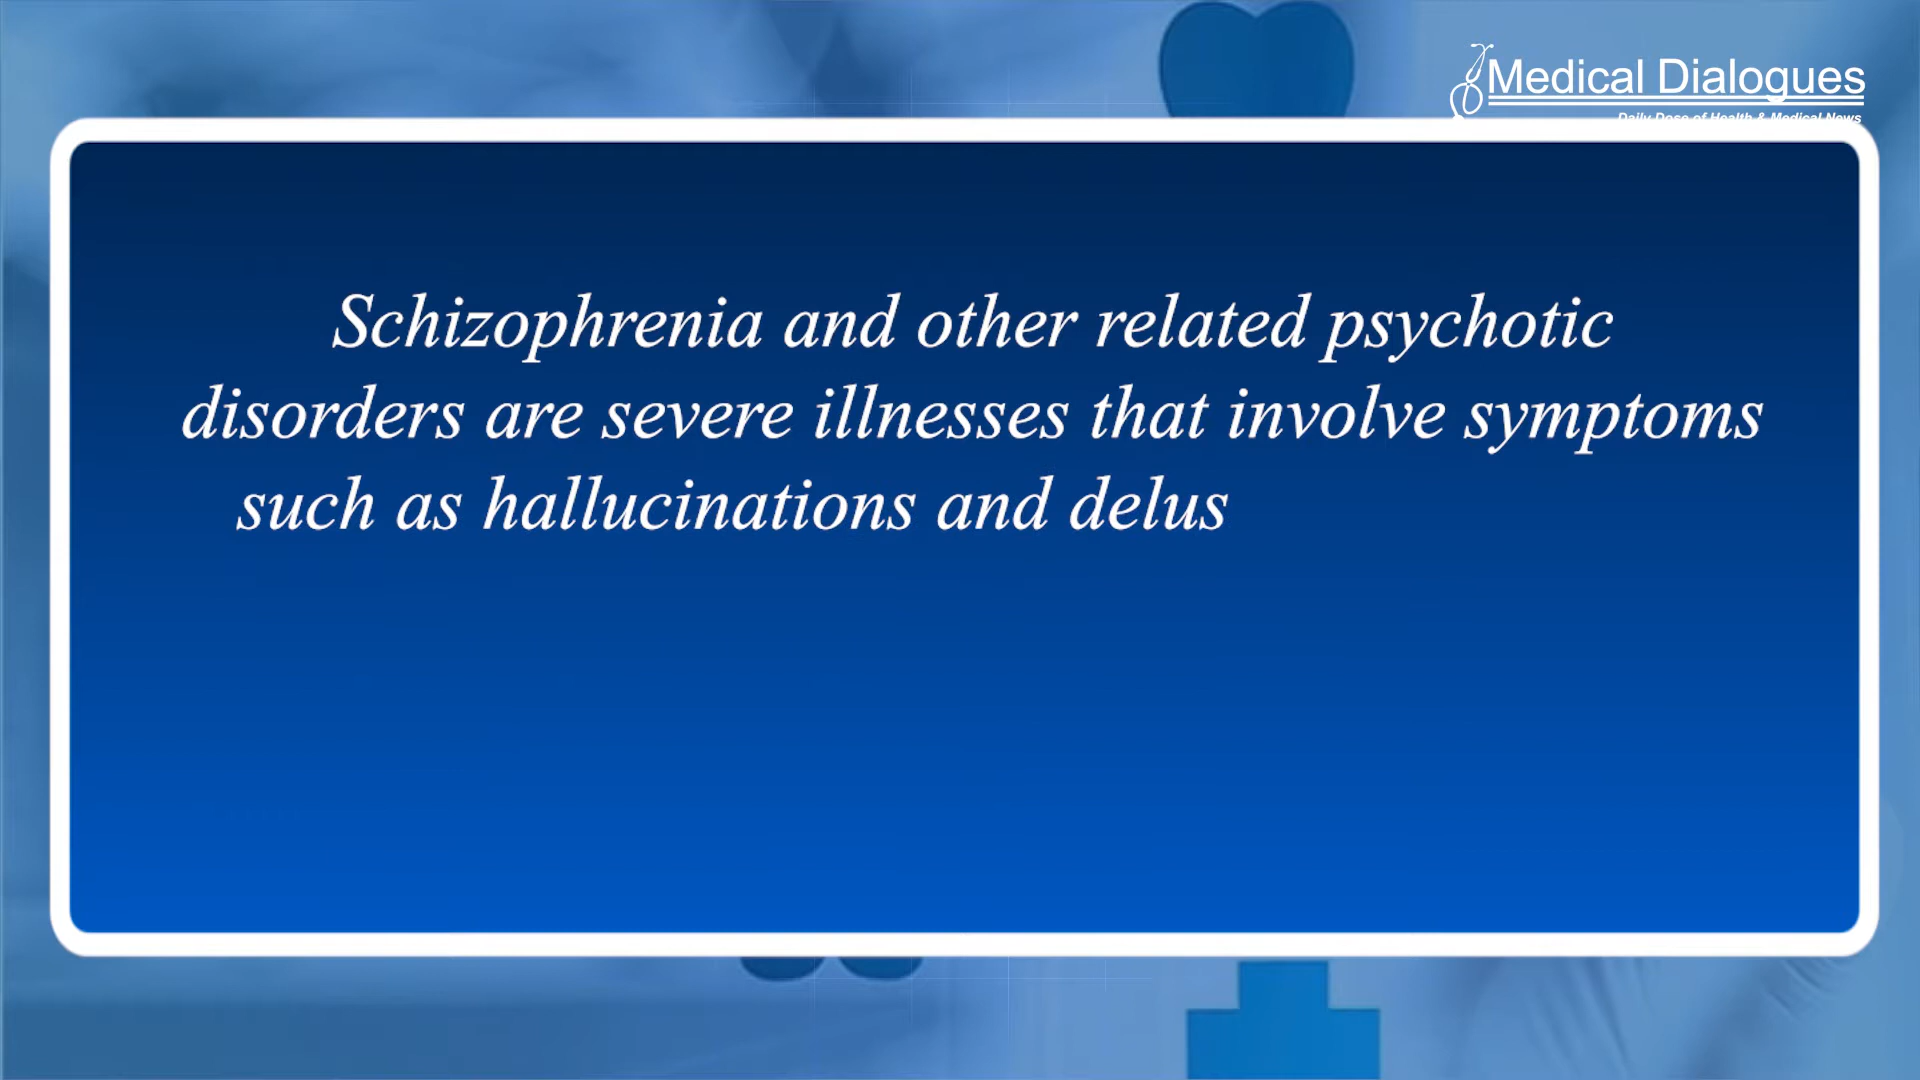 Medical Dialogues
Daily Dose of Health & Medical News
Schizophrenia and other related psychotic
disorders are severe illnesses that involve symptoms
such as hallucinations and delus